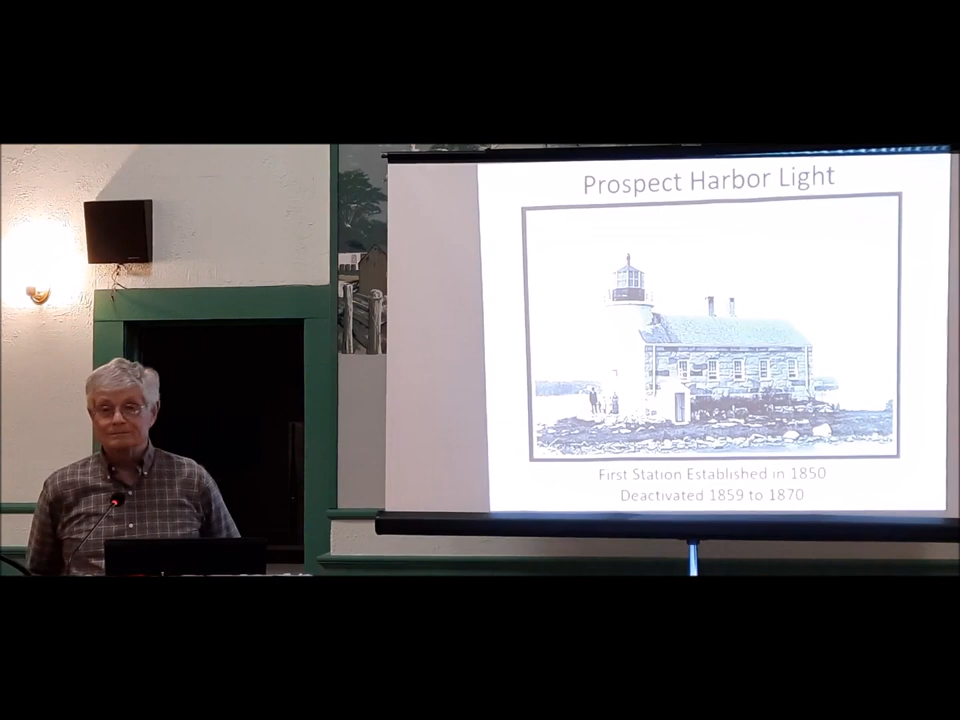 Prospect Harbor Light
First Station Established in 1850
Deactivated 1859 to 1870